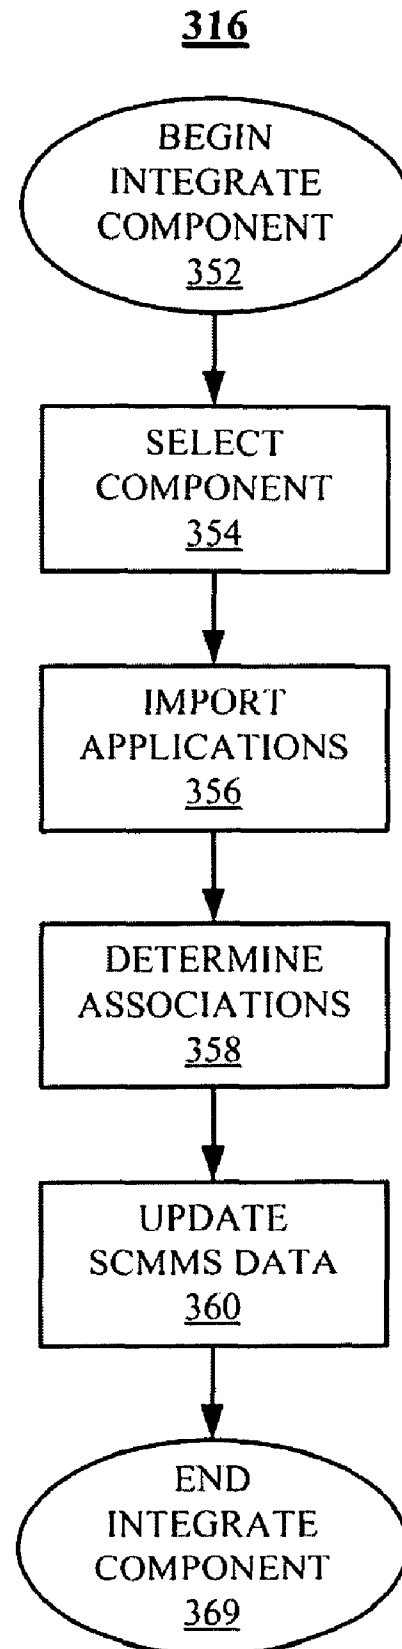 316
BEGIN
INTEGRATE
COMPONENT
352
SELECT
COMPONENT
354
IMPORT
APPLICATIONS
356
DETERMINE
ASSOCIATIONS
358
UPDATE
SCMMS DATA
360
END
INTEGRATE
COMPONENT
369